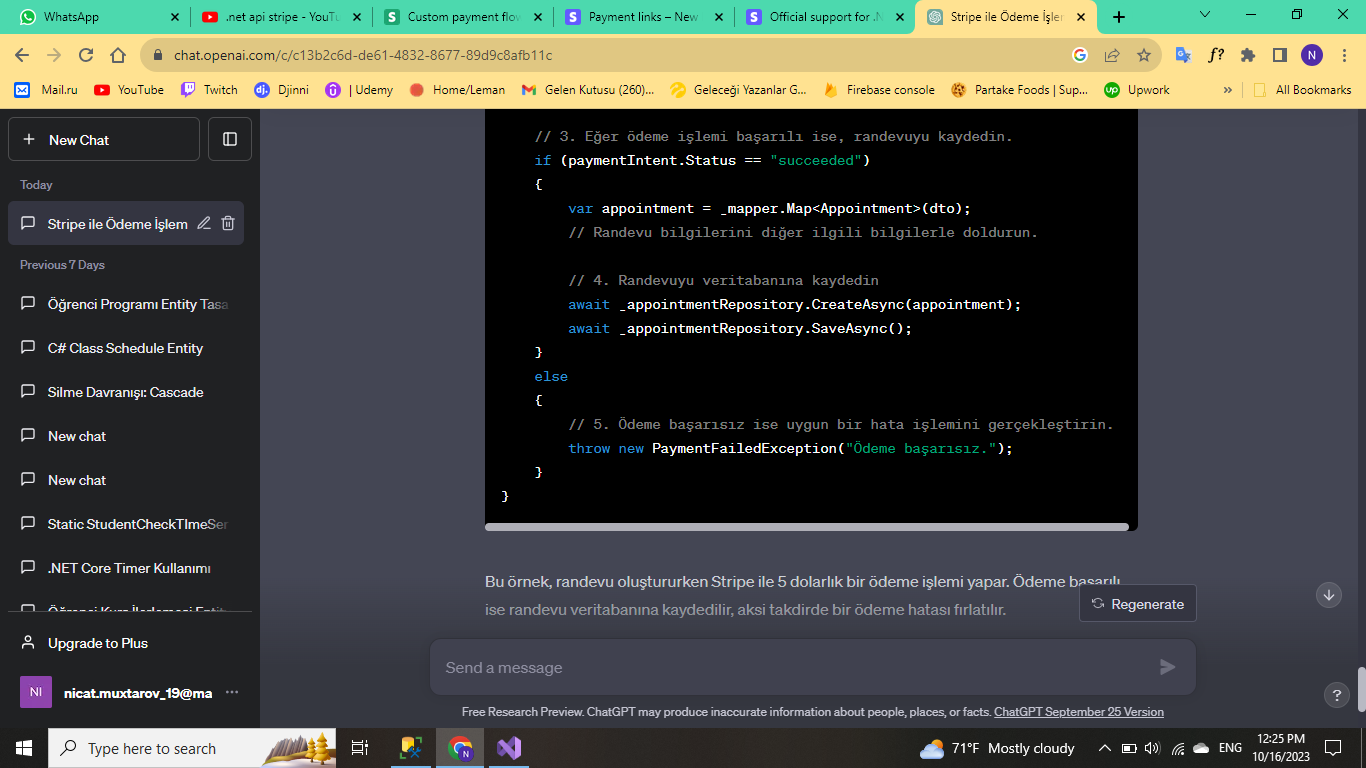 WhatsApp
.net api stripe - YouTu
Custom payment flow
Payment links – New
Official support for .N
Stripe ile Ödeme İşler
chat.openai.com/c/c13b2c6d-de61-4832-8677-89d9c8afb11c
f?
N
Mail.ru
YouTube
Twitch
dj.
Djinni
| Udemy
Home/Leman
Gelen Kutusu (260)...
Geleceği Yazanlar G...
Firebase console
Partake Foods | Sup...
up
Upwork
»
All Bookmarks
New Chat
Today
Stripe ile Ödeme İşlem
Previous 7 Days
Öğrenci Programı Entity Tasa
C# Class Schedule Entity
Silme Davranışı: Cascade
New chat
New chat
Static StudentCheckTImeSer
.NET Core Timer Kullanımı
Upgrade to Plus
NI
nicat.muxtarov_19@ma
// 3. Eğer ödeme işlemi başarılı ise, randevuyu kaydedin.
if (paymentIntent.Status == "succeeded")
{
var appointment = _mapper.Map<Appointment>(dto);
// Randevu bilgilerini diğer ilgili bilgilerle doldurun.
// 4. Randevuyu veritabanına kaydedin
await _appointmentRepository.CreateAsync(appointment);
await _appointmentRepository.SaveAsync();
}
else
{
// 5. Ödeme başarısız ise uygun bir hata işlemini gerçekleştirin.
throw new PaymentFailedException("Ödeme başarısız.");
}
}
Bu örnek, randevu oluştururken Stripe ile 5 dolarlık bir ödeme işlemi yapar. Ödeme başarılı
ise randevu veritabanına kaydedilir, aksi takdirde bir ödeme hatası fırlatılır.
Regenerate
Send a message
?
Free Research Preview. ChatGPT may produce inaccurate information about people, places, or facts. ChatGPT September 25 Version
Type here to search
N
71°F Mostly cloudy
ENG
12:25 PM
10/16/2023